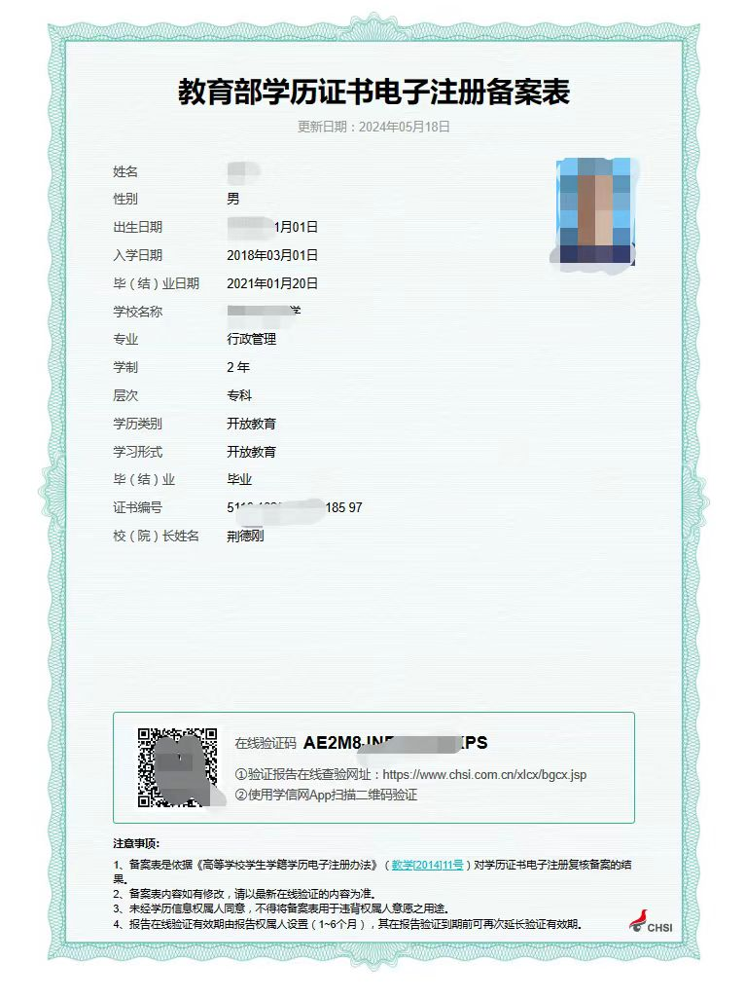 教育部学历证书电子注册备案表
更新日期：2024年05月18日
姓名
性别 男
出生日期 1月01日
入学日期 2018年03月01日
毕（结）业日期 2021年01月20日
学校名称 学
专业 行政管理
学制 2 年
层次 专科
学历类别 开放教育
学习形式 开放教育
毕（结）业 毕业
证书编号 185 97
校（院）长姓名 荆德刚
在线验证码 AE2M8
①验证报告在线查验网址：https://www.chsi.com.cn/xlcx/bgcx.jsp
②使用学信网App扫描二维码验证
注意事项：
1、备案表是依据《高等学校学生学籍学历电子注册办法》（教学[2014]11号）对学历证书电子注册复核备案的结
果。
2、备案表内容如有修改，请以最新在线验证的内容为准。
3、未经学历信息权属人同意，不得将备案表用于违背权属人意愿之用途。
4、报告在线验证有效期由报告权属人设置（1~6个月），其在报告验证到期前可再次延长验证有效期。
CHSI